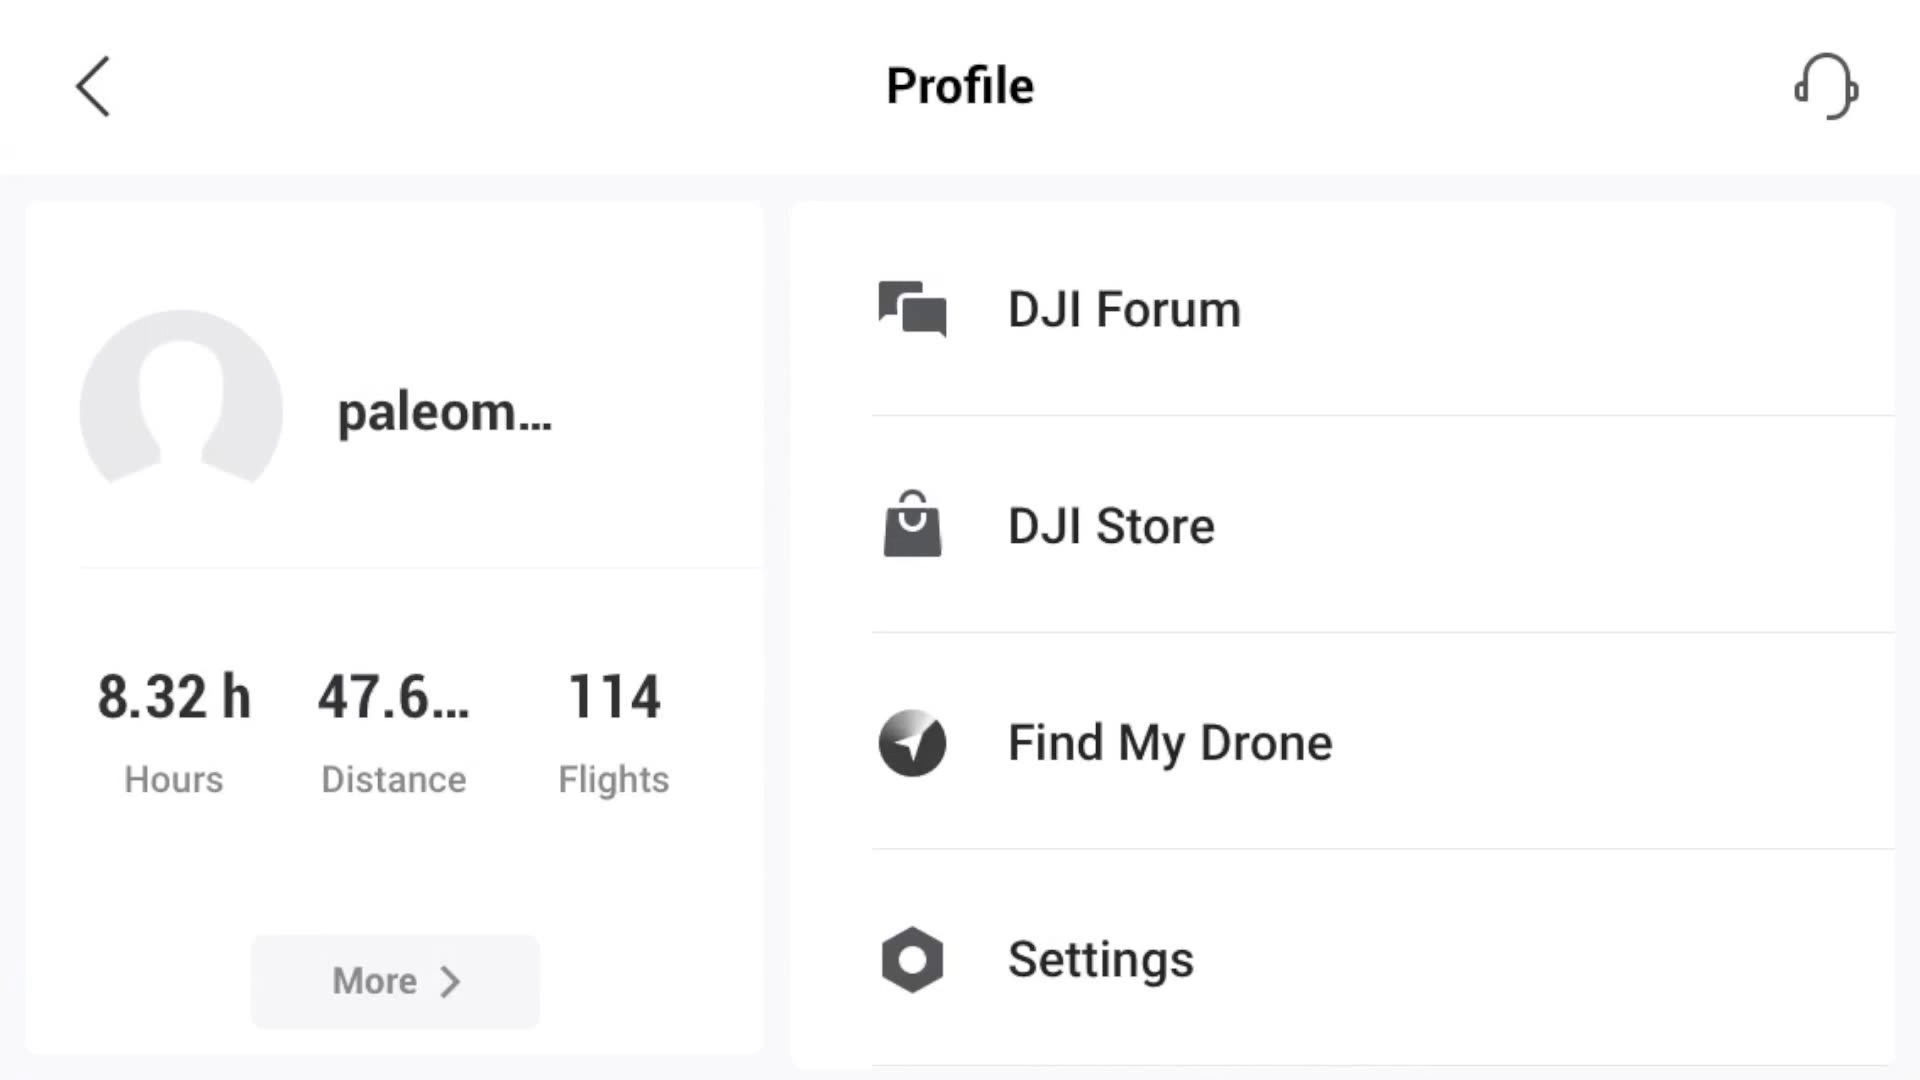 Profile
paleom...
8.32 h 47.6... 114
Hours Distance Flights
More
DJI Forum
DJI Store
Find My Drone
Settings